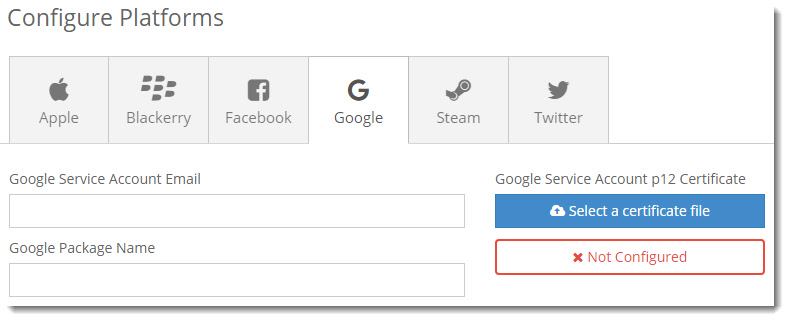 Configure Platforms
Apple
Blackerry
Facebook
Google
Steam
Twitter
Google Service Account Email
Google Service Account p12 Certificate
Select a certificate file
Google Package Name
Not Configured